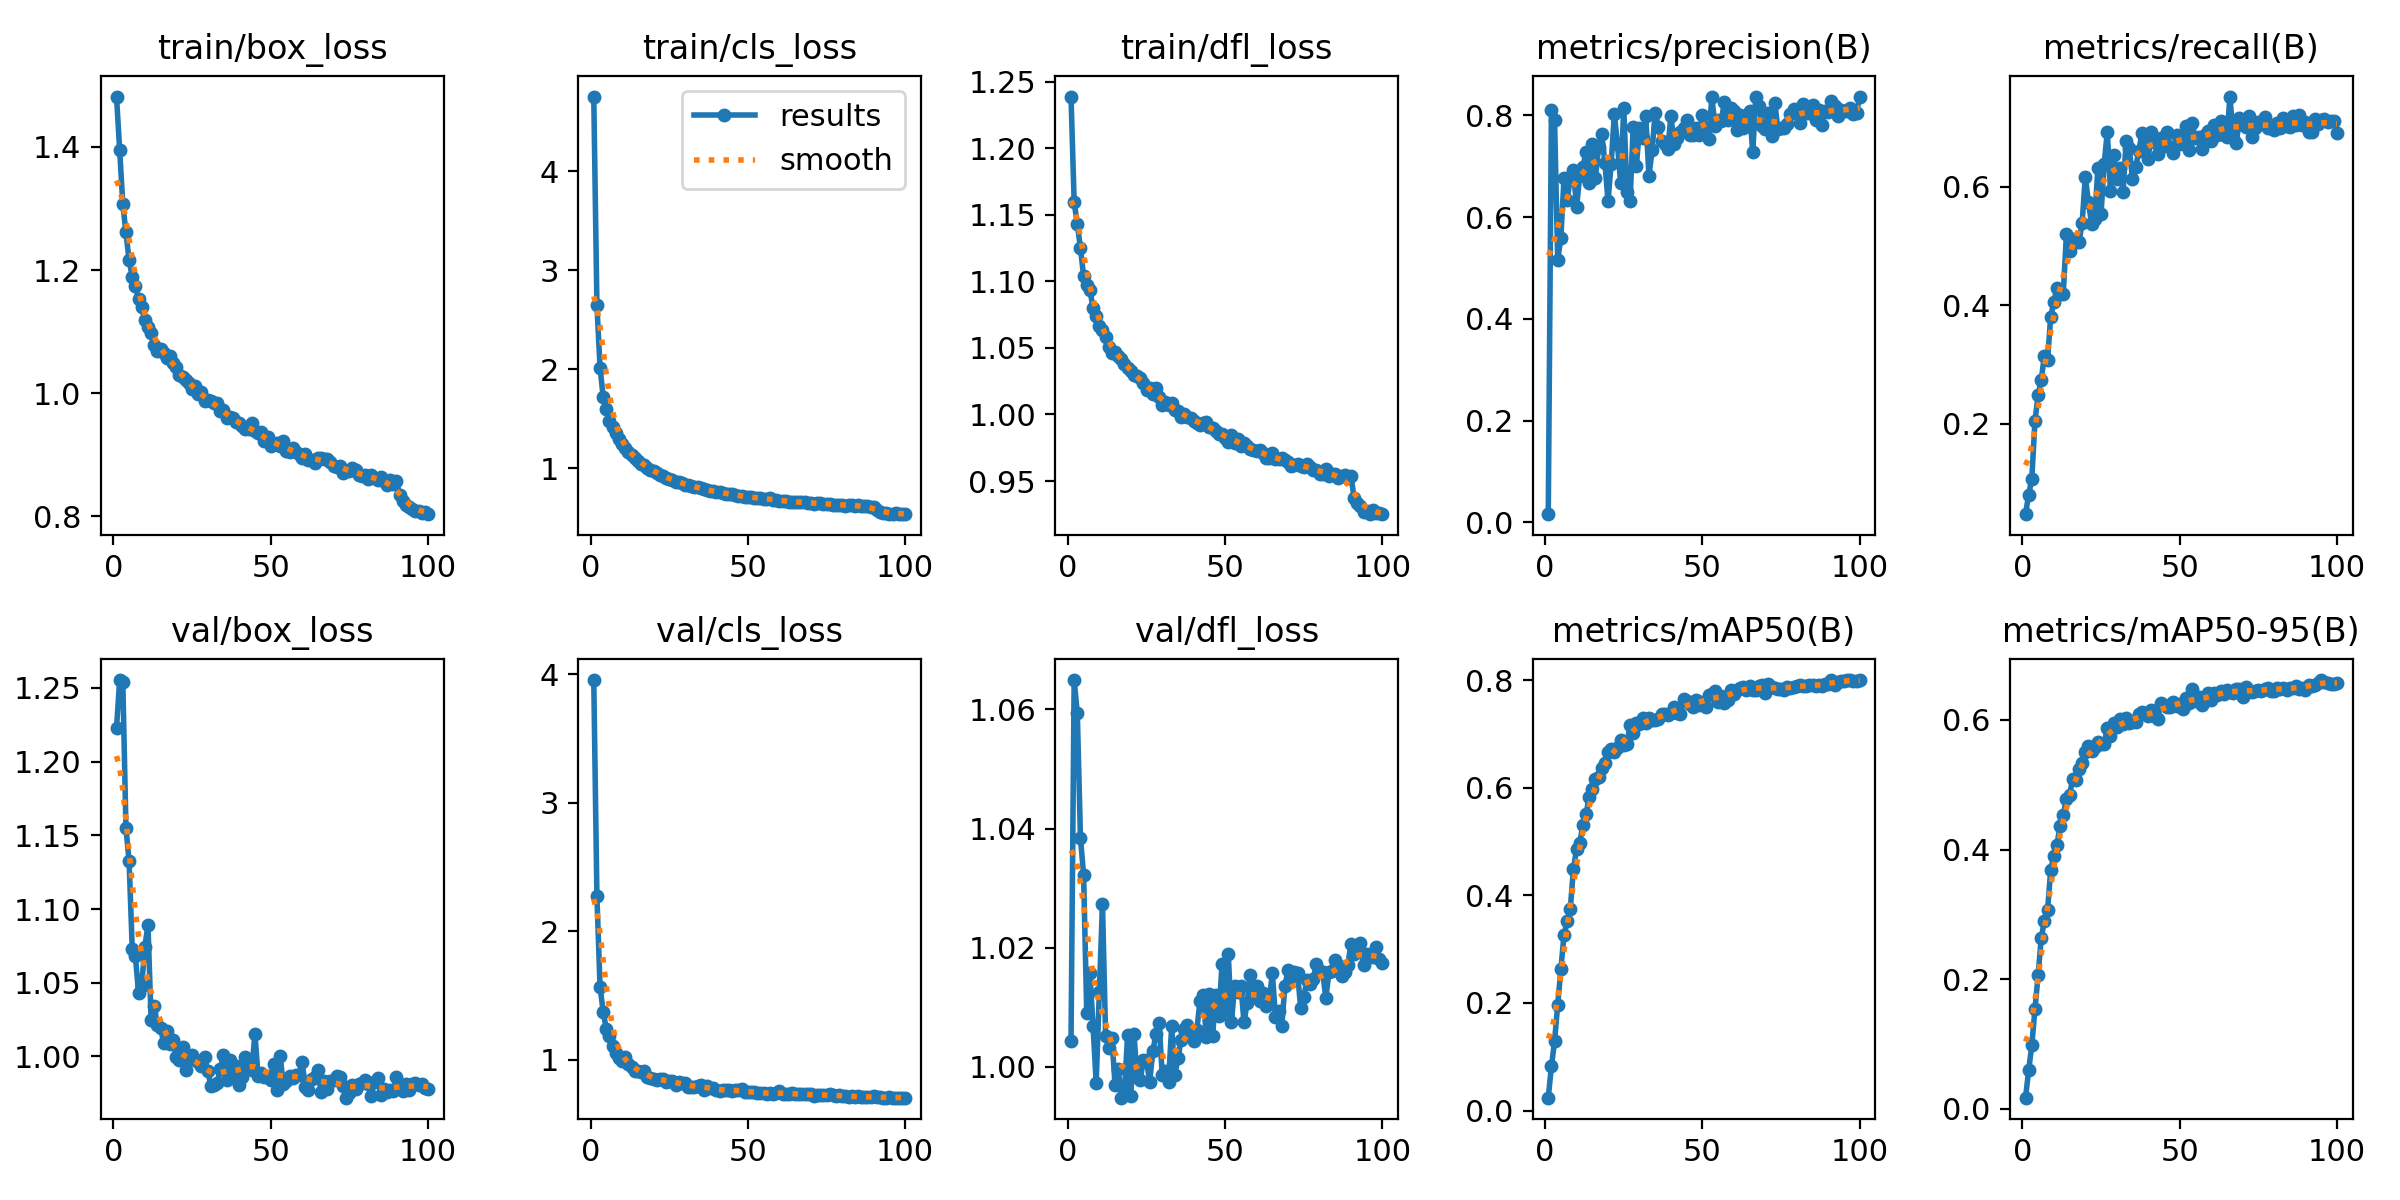 train/box_loss
1.4
1.2
1.0
0.8
0 50 100
train/cls_loss
results
smooth
4
3
2
1
0 50 100
train/dfl_loss
1.25
1.20
1.15
1.10
1.05
1.00
0.95
0 50 100
metrics/precision(B)
0.8
0.6
0.4
0.2
0.0
0 50 100
metrics/recall(B)
0.6
0.4
0.2
0 50 100
val/box_loss
1.25
1.20
1.15
1.10
1.05
1.00
0 50 100
val/cls_loss
4
3
2
1
0 50 100
val/dfl_loss
1.06
1.04
1.02
1.00
0 50 100
metrics/mAP50(B)
0.8
0.6
0.4
0.2
0.0
0 50 100
metrics/mAP50-95(B)
0.6
0.4
0.2
0.0
0 50 100